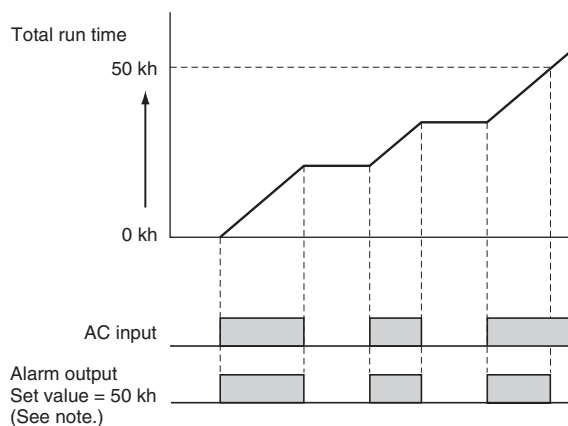 Total run time
50 kh
0 kh
AC input
Alarm output
Set value = 50 kh
(See note.)